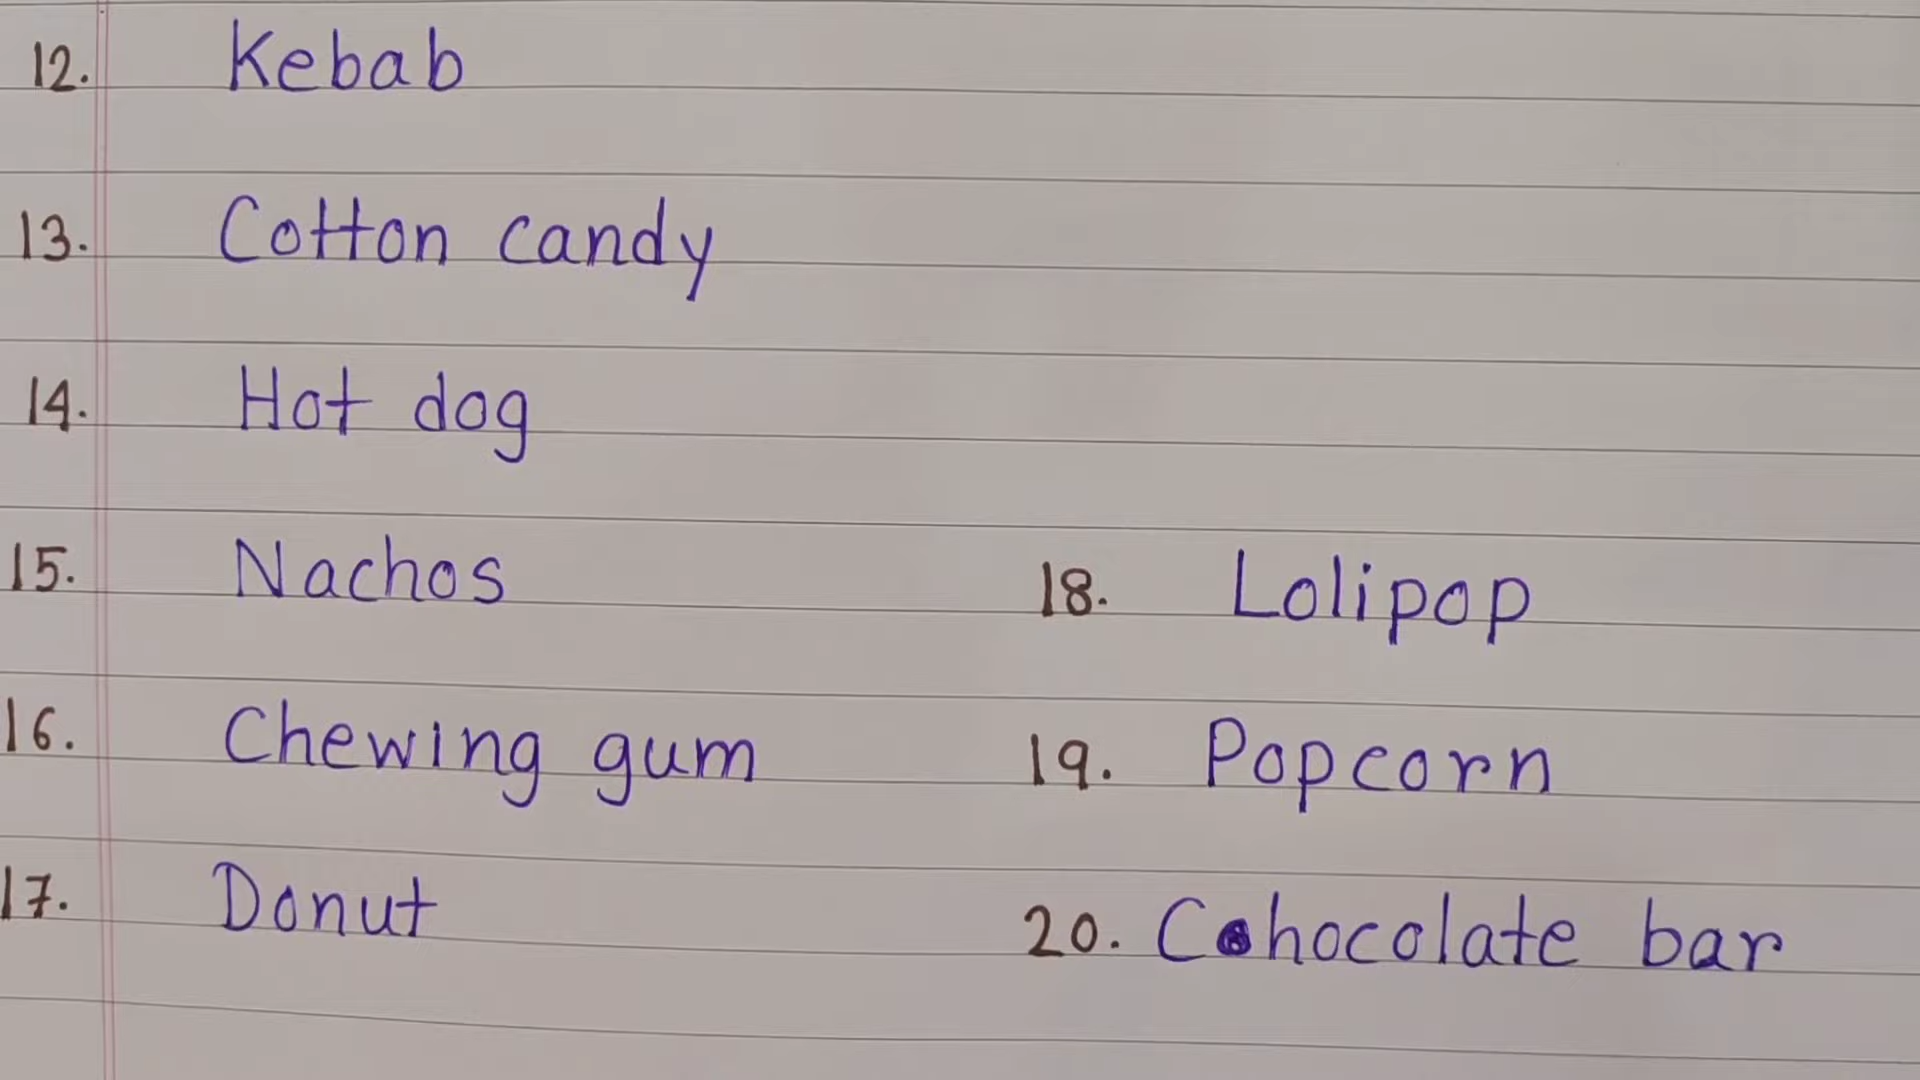 12. Kebab
13. Cotton candy
14. Hot dog
15. Nachos
16. Chewing gum
17. Donut
18. Lolipop
19. Popcorn
20. Chocolate bar